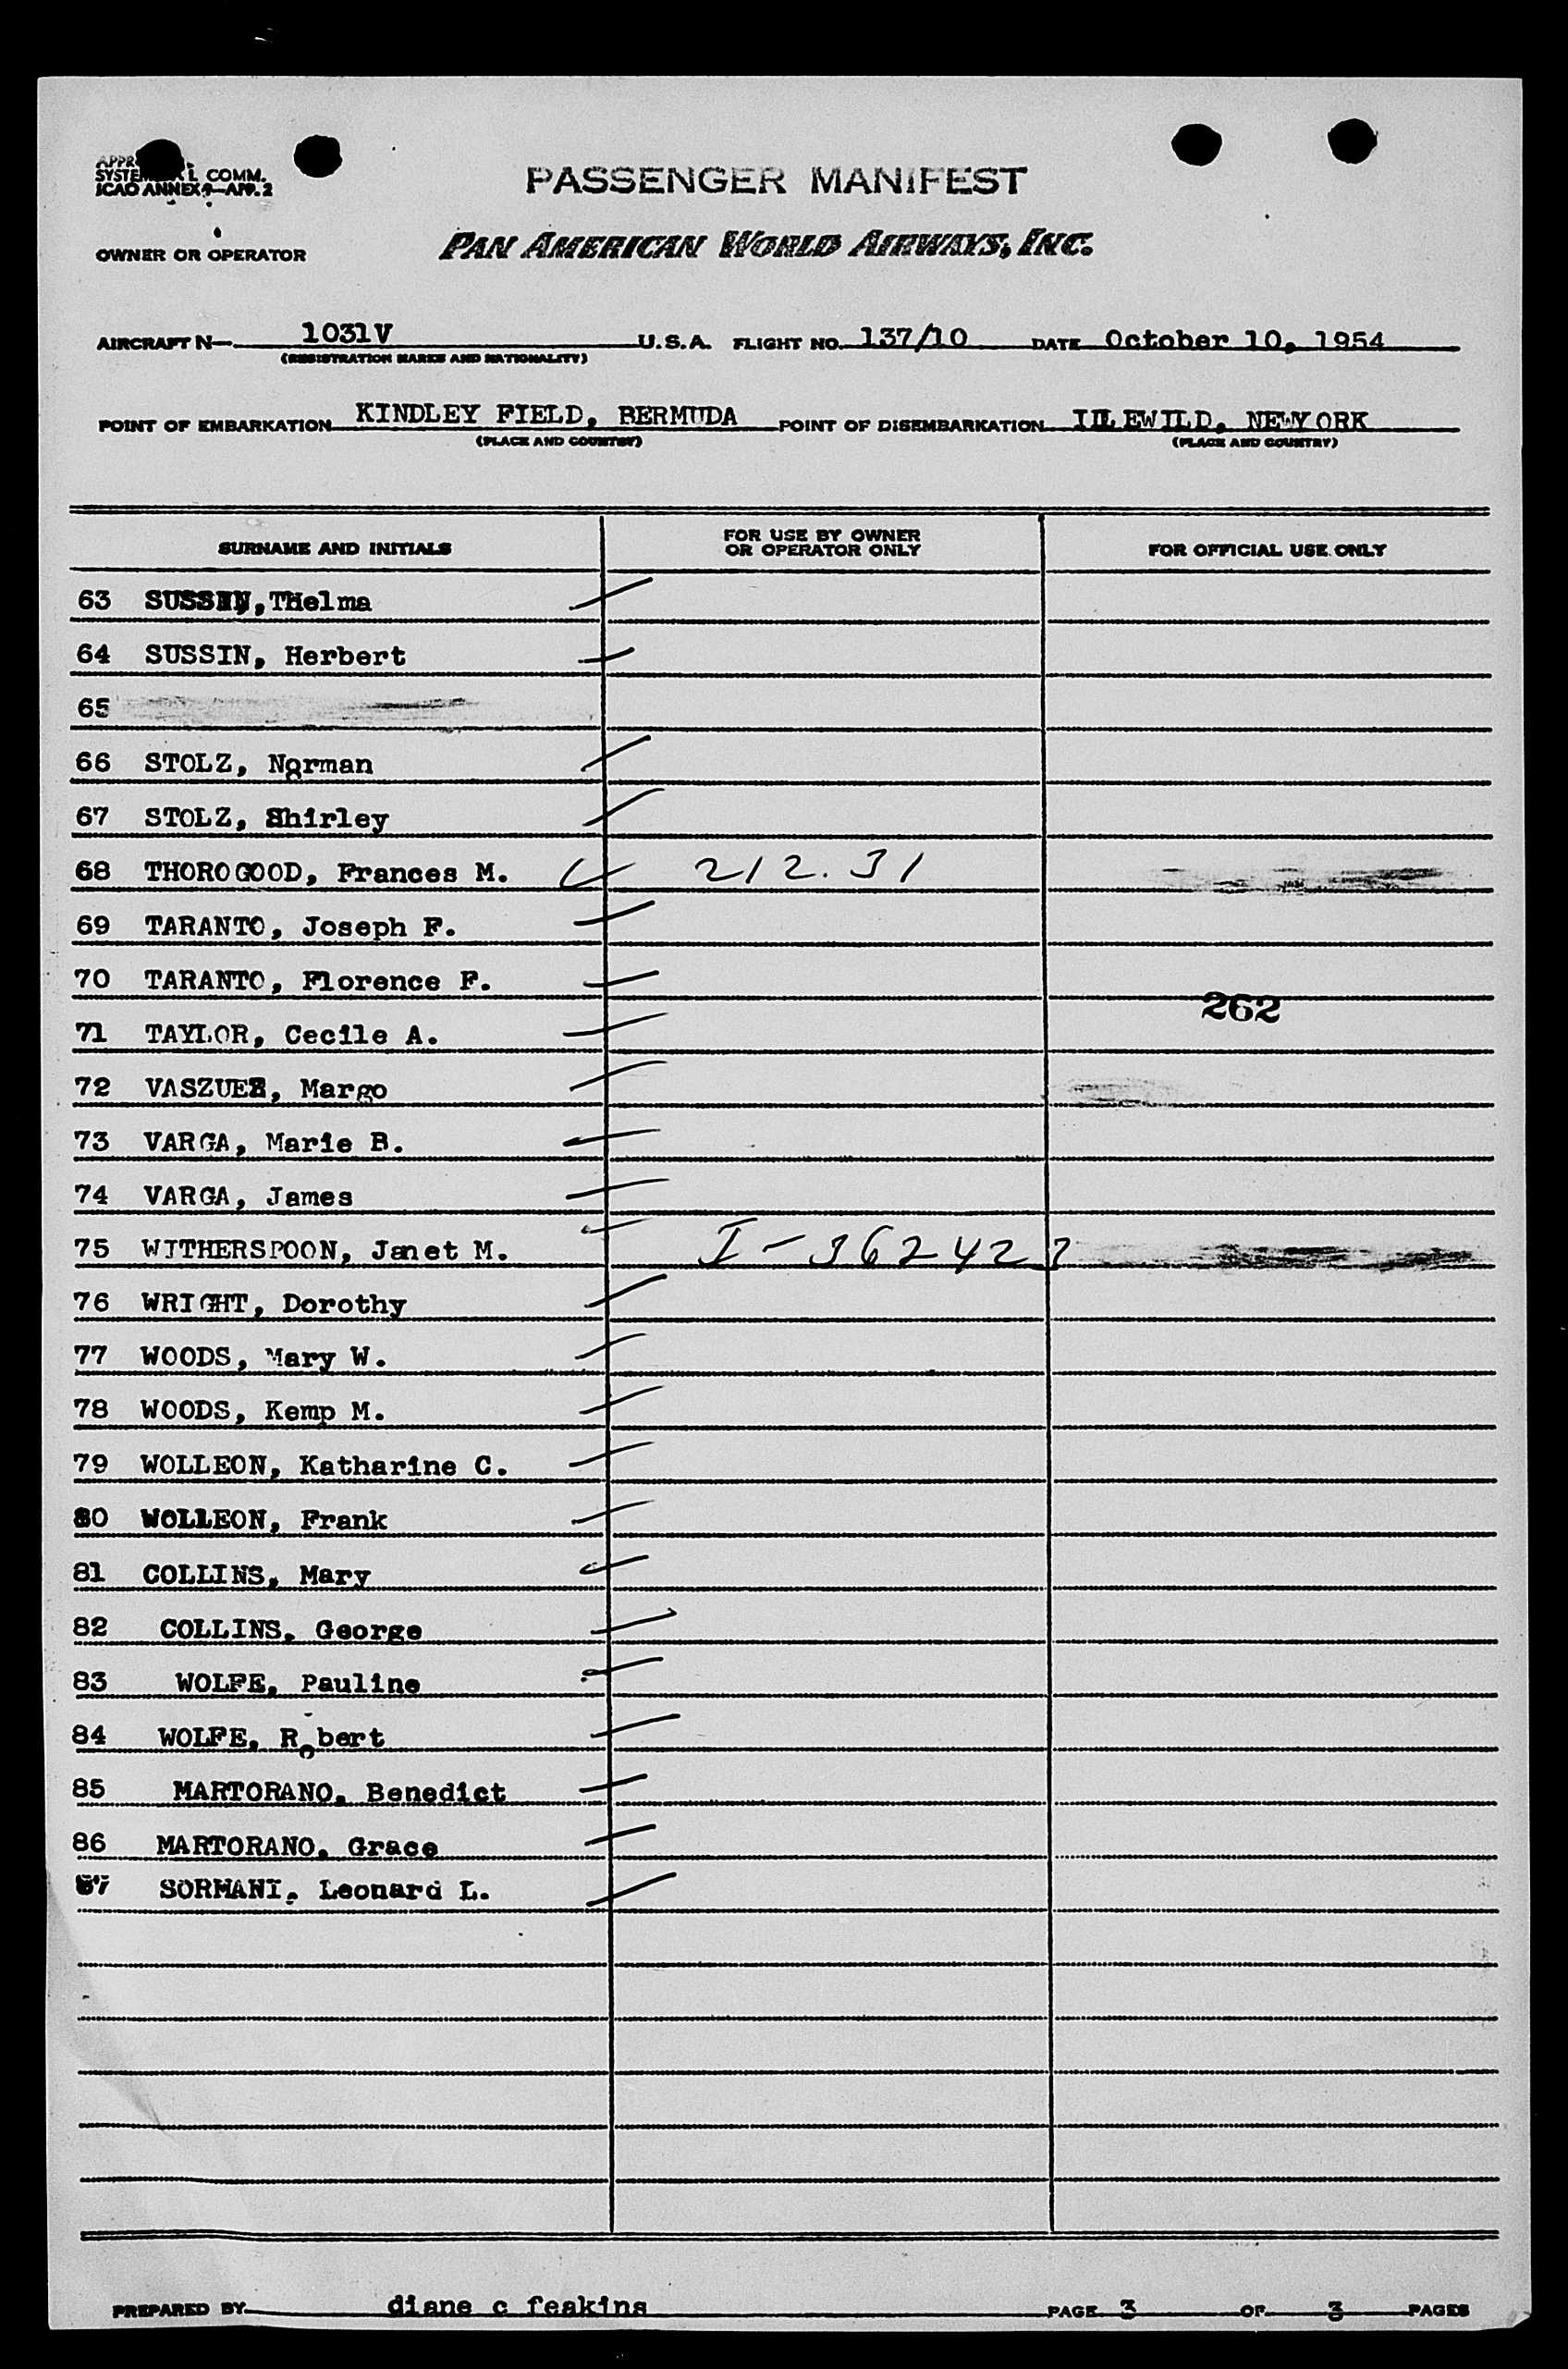 SYSTE L COMM.
ICAO ANNEX 9—APP. 2
PASSENGER MANIFEST
OWNER OR OPERATOR PAN AMERICAN WORLD AIRWAYS, INC.
AIRCRAFT N— 1031V U.S.A. FLIGHT NO. 137/10 DATE October 10, 1954
(REGISTRATION MARKS AND NATIONALITY)
POINT OF EMBARKATION KINDLEY FIELD, BERMUDA POINT OF DISEMBARKATION IDLEWILD, NEWYORK
(PLACE AND COUNTRY) (PLACE AND COUNTRY)
SURNAME AND INITIALS FOR USE BY OWNER OR OPERATOR ONLY FOR OFFICIAL USE ONLY
63 SUSSIN, Thelma
64 SUSSIN, Herbert
65
66 STOLZ, Norman
67 STOLZ, Shirley
68 THOROGOOD, Frances M. 212.31
69 TARANTO, Joseph F.
70 TARANTO, Florence F.
262
71 TAYLOR, Cecile A.
72 VASZUEZ, Margo
73 VARGA, Marie B.
74 VARGA, James
75 WITHERSPOON, Janet M. I-362427
76 WRIGHT, Dorothy
77 WOODS, Mary W.
78 WOODS, Kemp M.
79 WOLLEON, Katharine C.
80 WOLLEON, Frank
81 COLLINS, Mary
82 COLLINS, George
83 WOLFE, Pauline
84 WOLFE, Robert
85 MARTORANO, Benedict
86 MARTORANO, Grace
87 SORMANI, Leonard L.
PREPARED BY diane c feakins PAGE 3 OF 3 PAGES